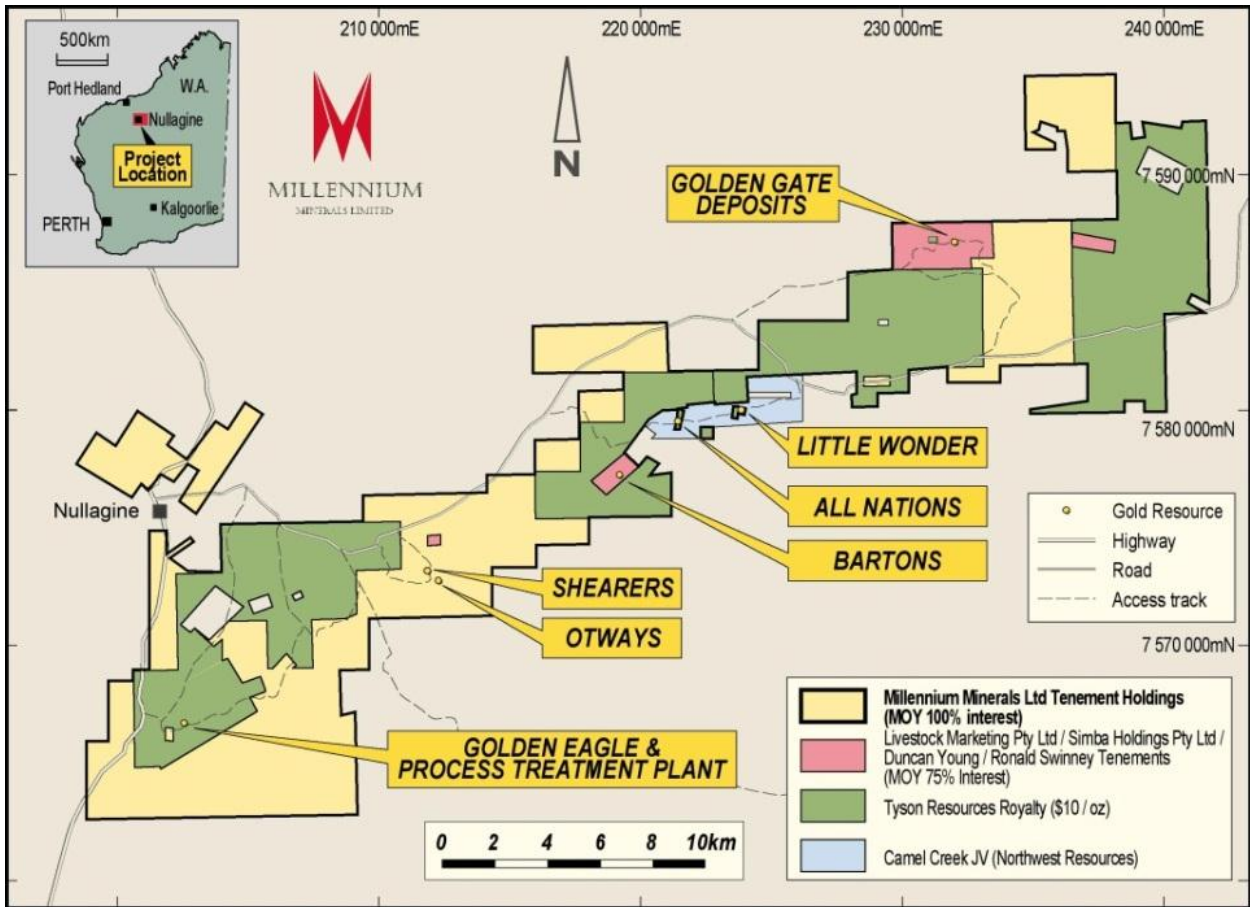 210 000mE
220 000mE
230 000mE
240 000mE
500km
W.A.
Port Hedland
Nullagine
Project
Location
Kalgoorlie
PERTH
MILLENNIUM
MINERALS LIMITED
N
GOLDEN GATE
DEPOSITS
7 590 000mN
LITTLE WONDER
7 580 000mN
ALL NATIONS
BARTONS
Nullagine
SHEARERS
OTWAYS
Gold Resource
Highway
Road
Access track
7 570 000mN
GOLDEN EAGLE &
PROCESS TREATMENT PLANT
Millennium Minerals Ltd Tenement Holdings
(MOY 100% interest)
Livestock Marketing Pty Ltd / Simba Holdings Pty Ltd /
Duncan Young / Ronald Swinney Tenements
(MOY 75% Interest)
Tyson Resources Royalty ($10 / oz)
Camel Creek JV (Northwest Resources)
0 2 4 6 8 10km